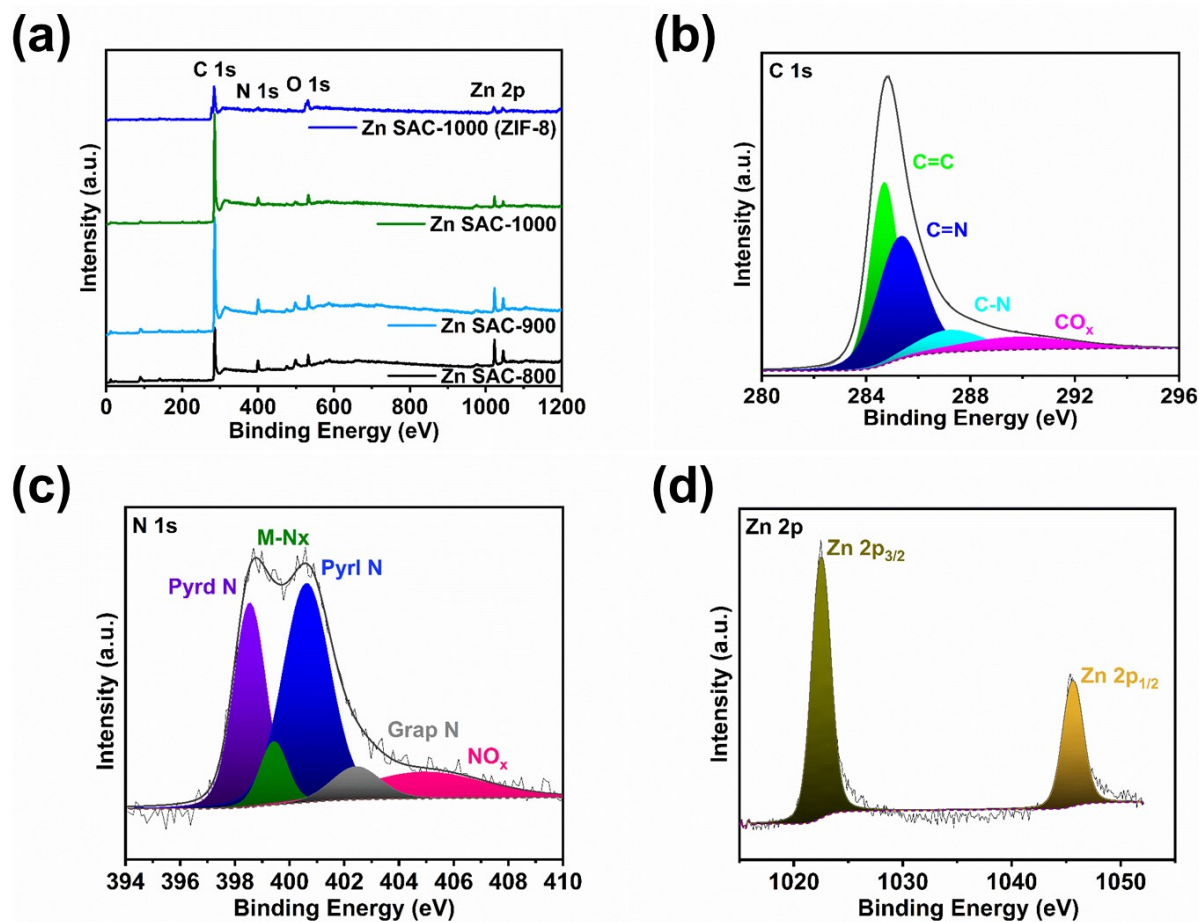 (a)
C 1s
N 1s
O 1s
Zn 2p
Zn SAC-1000 (ZIF-8)
Zn SAC-1000
Zn SAC-900
Zn SAC-800
Intensity (a.u.)
0 200 400 600 800 1000 1200
Binding Energy (eV)
(b)
C 1s
C=C
C=N
C-N
COx
Intensity (a.u.)
280 284 288 292 296
Binding Energy (eV)
(c)
N 1s
M-Nx
Pyrd N
Pyrl N
Grap N
NOx
Intensity (a.u.)
394 396 398 400 402 404 406 408 410
Binding Energy (eV)
(d)
Zn 2p
Zn 2p3/2
Zn 2p1/2
Intensity (a.u.)
1020 1030 1040 1050
Binding Energy (eV)